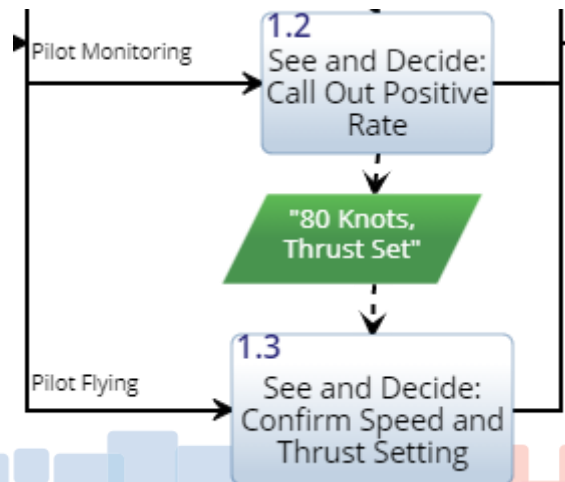 1.2
Pilot Monitoring
See and Decide:
Call Out Positive
Rate
"80 Knots,
Thrust Set"
1.3
Pilot Flying
See and Decide:
Confirm Speed and
Thrust Setting